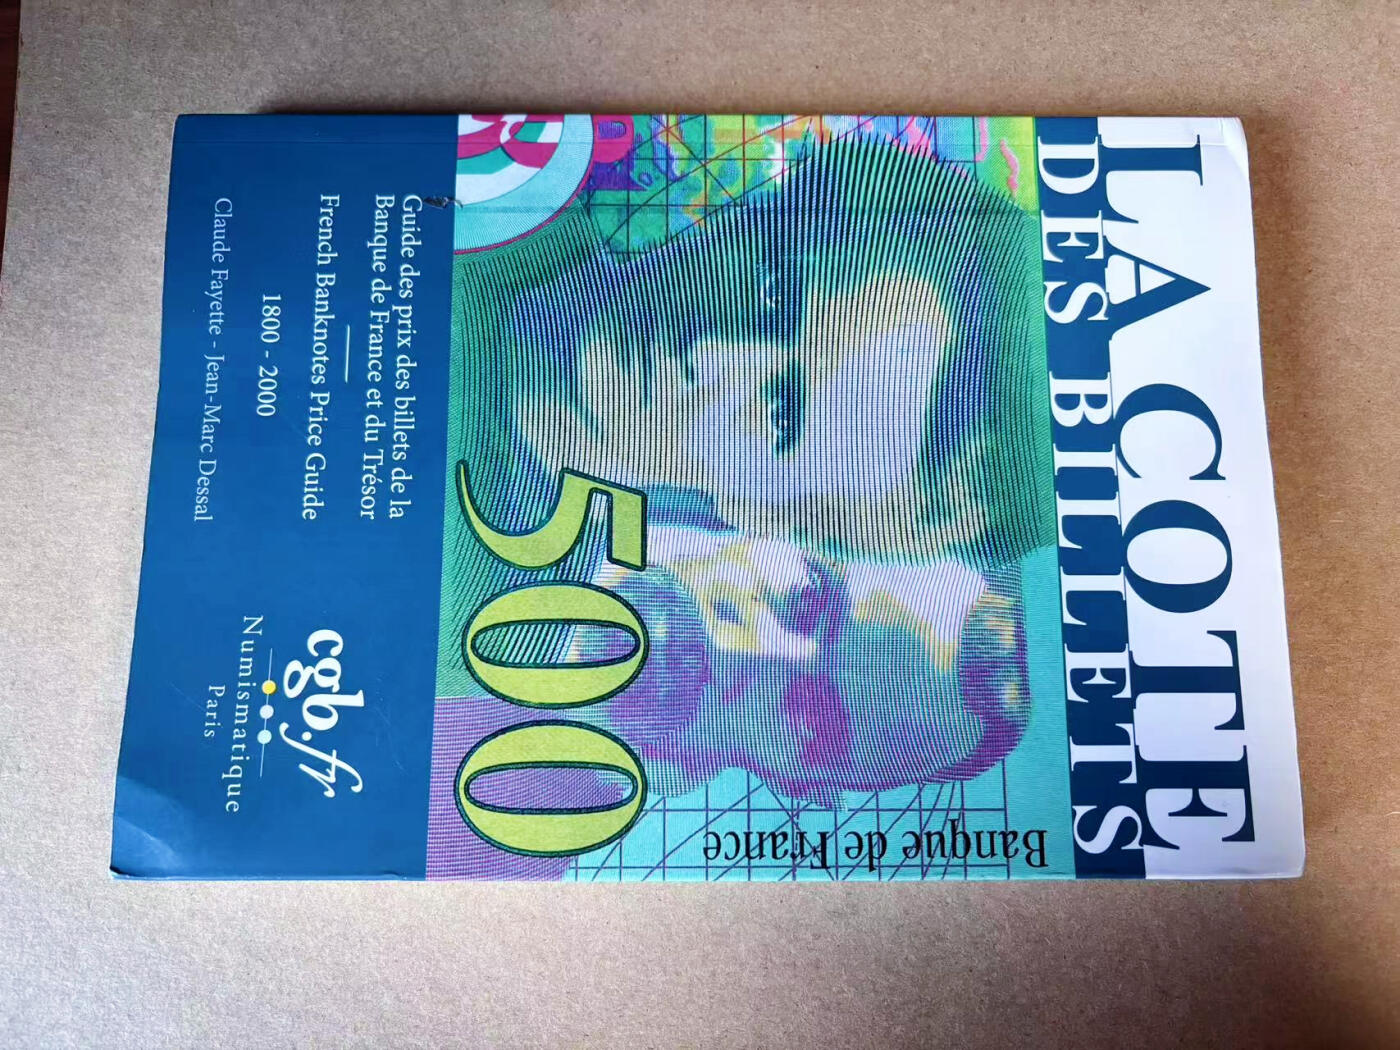 LA COTE
DES BILLETS
Banque de France
500
Guide des prix des billets de la
Banque de France et du Trésor
French Banknotes Price Guide
1800 - 2000
Claude Fayette - Jean-Marc Dessal
cgb.fr
Numismatique
Paris